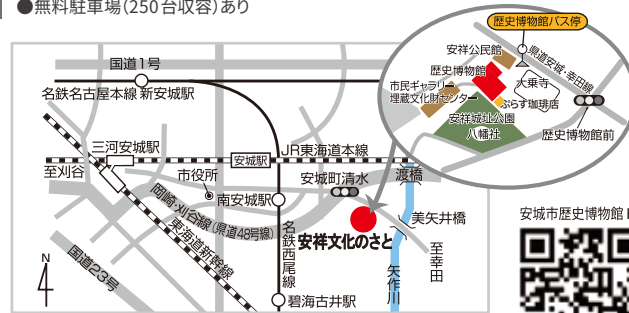 ●無料駐車場(250台収容)あり
歴史博物館バス停
安祥公民館
県道安城・幸田線
歴史博物館
大乗寺
市民ギャラリー
埋蔵文化財センター
ぷらす珈琲店
安祥城址公園
八幡社
歴史博物館前
国道1号
名鉄名古屋本線
新安城駅
三河安城駅
安城駅
JR東海道本線
至刈谷
市役所
安城町清水
渡橋
岡崎・刈谷線(県道48号線)
南安城駅
美矢井橋
東海道新幹線
名鉄西尾線
安祥文化のさと
至幸田
国道23号
N
碧海古井駅
矢作川
安城市歴史博物館